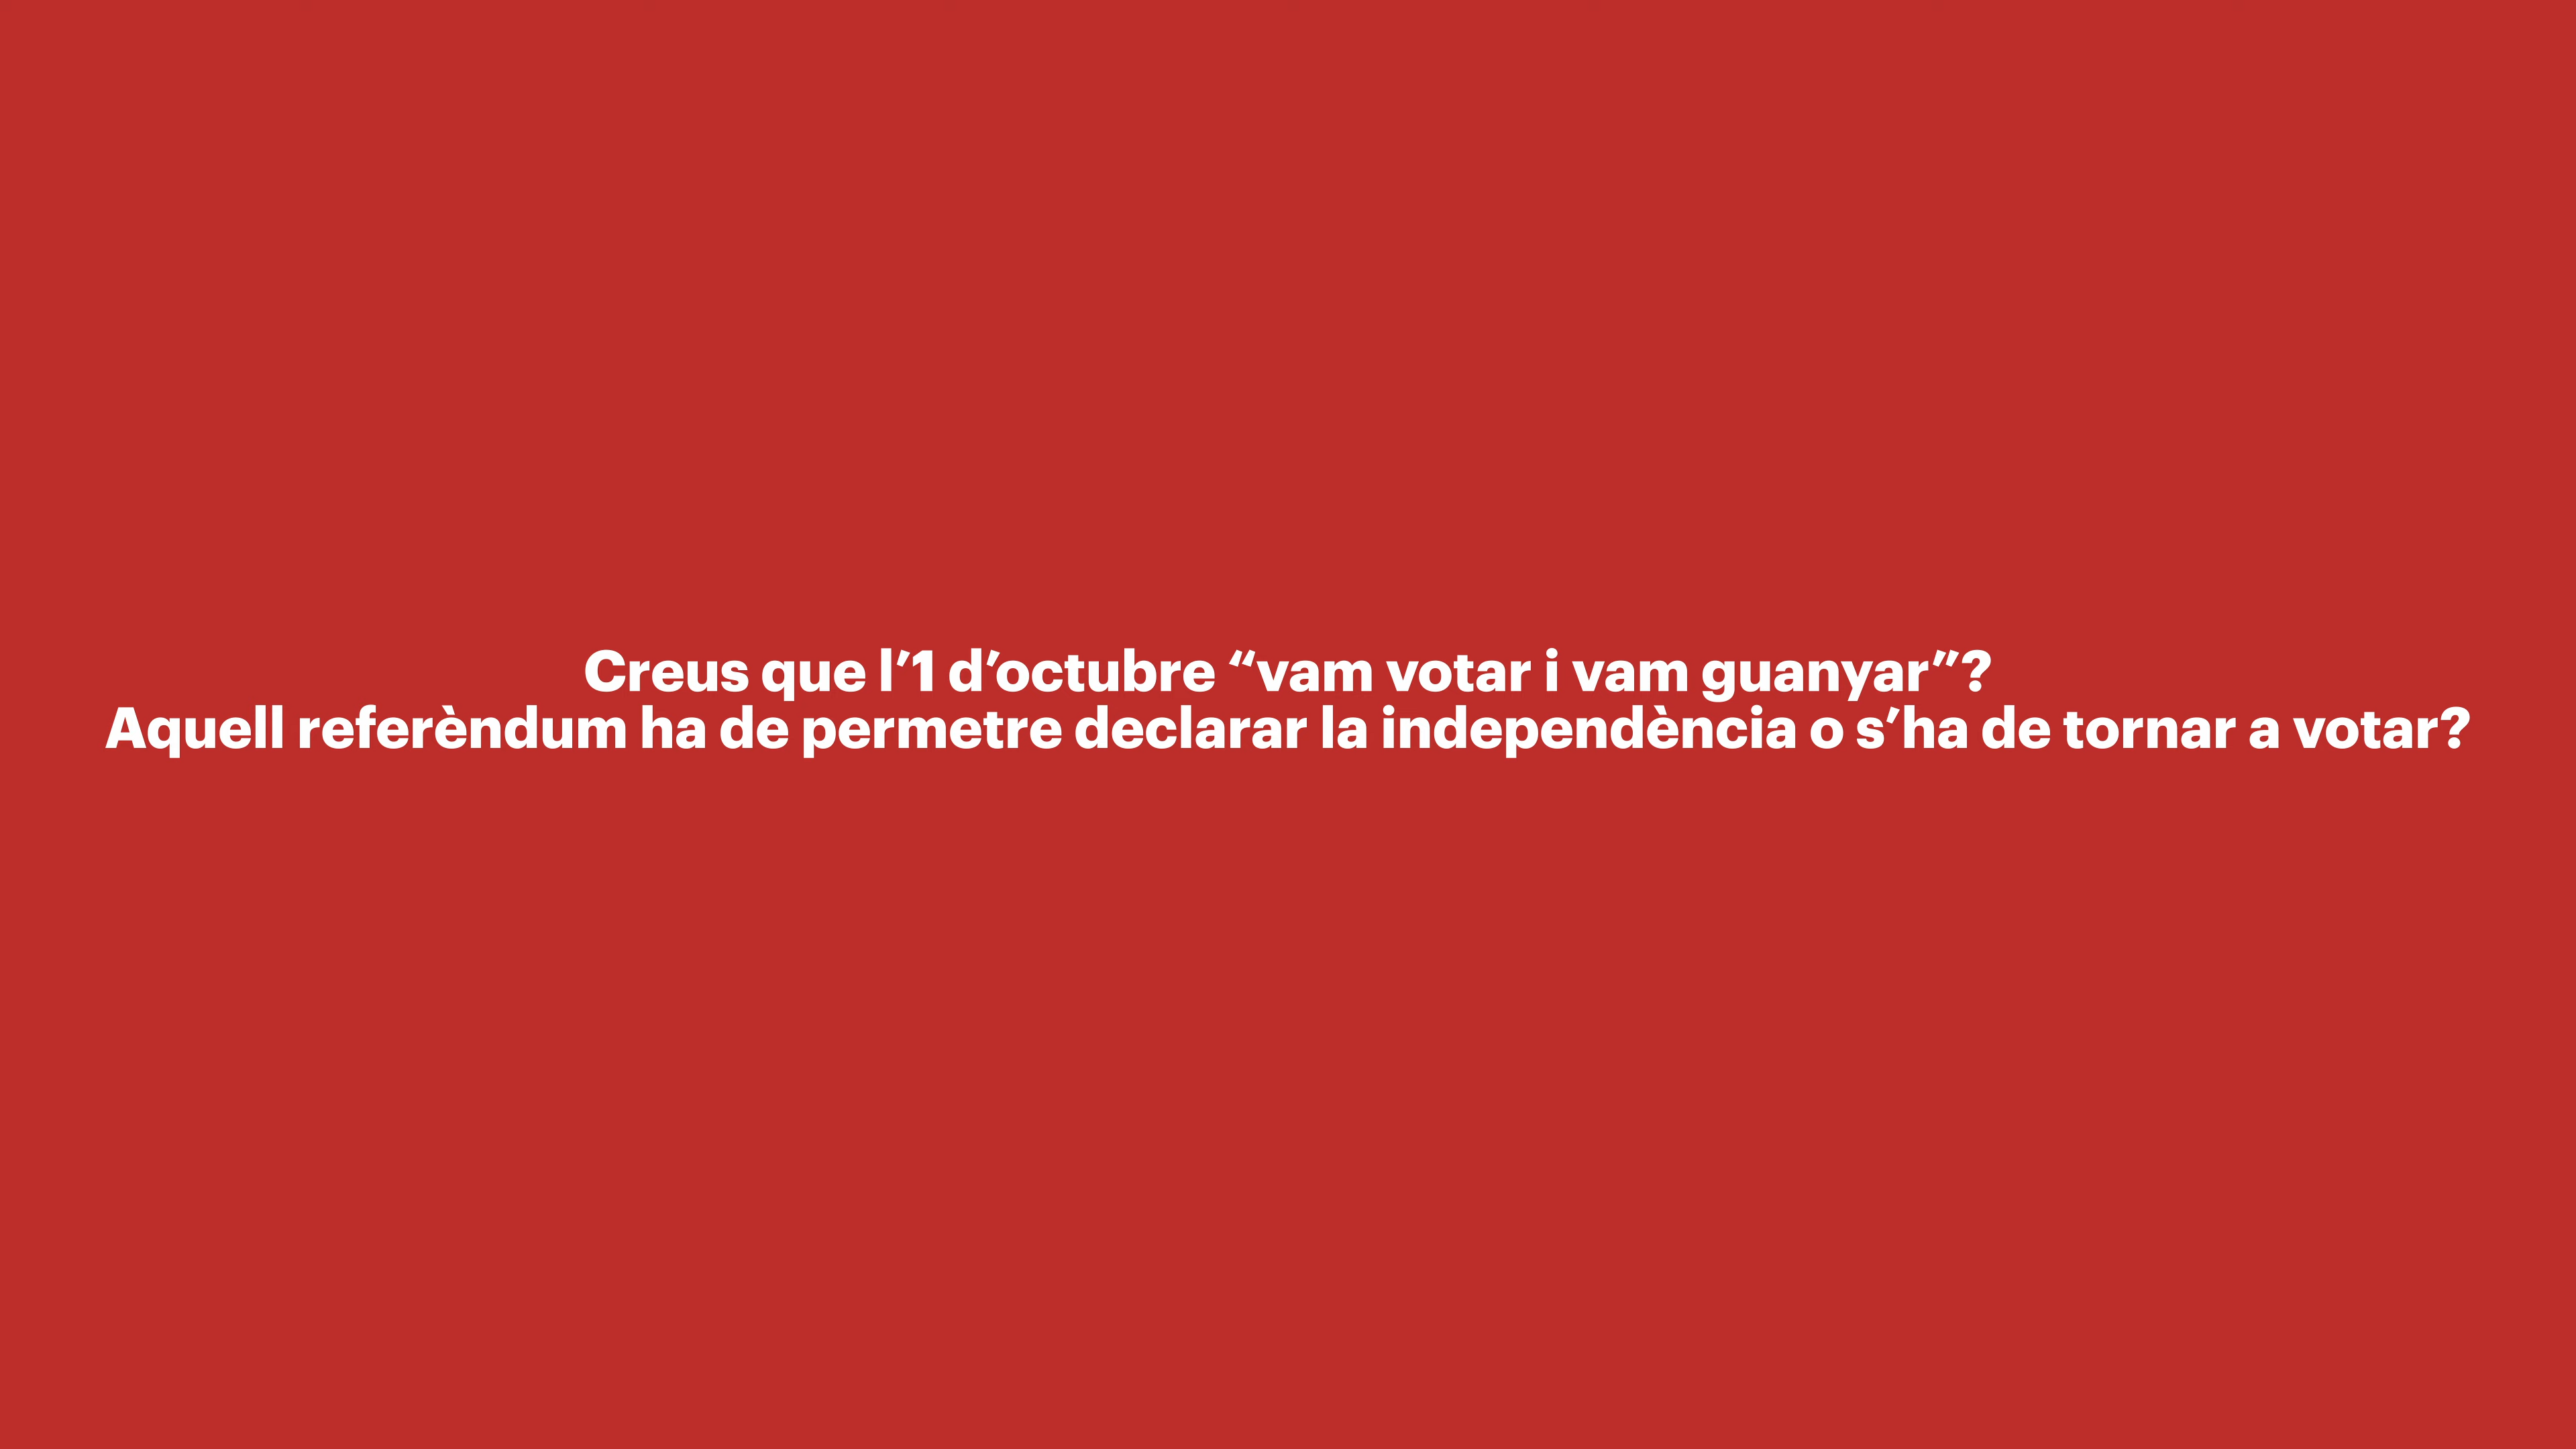 Creus que l’1 d’octubre “vam votar i vam guanyar”?
Aquell referèndum ha de permetre declarar la independència o s’ha de tornar a votar?